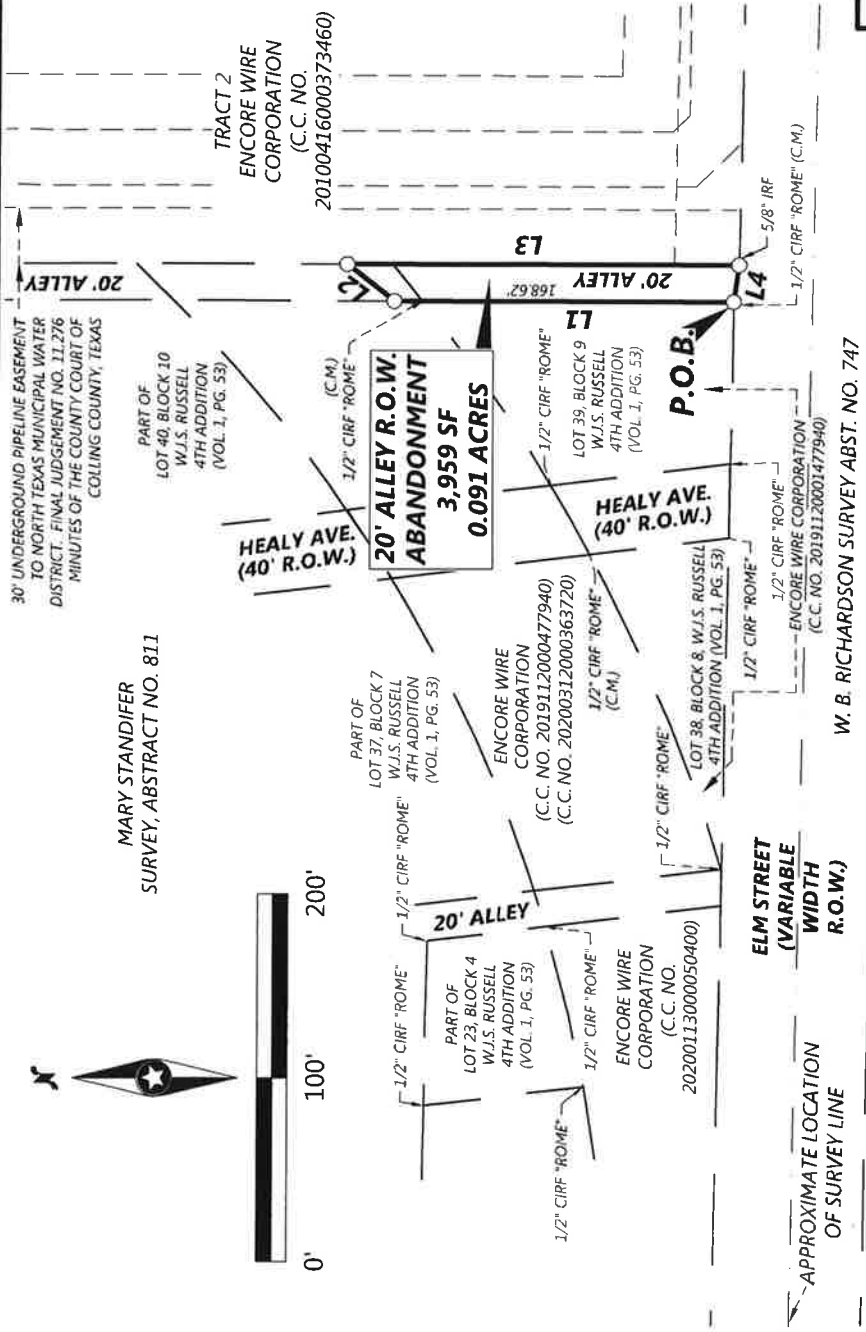 30' UNDERGROUND PIPELINE EASEMENT
TO NORTH TEXAS MUNICIPAL WATER
DISTRICT. FINAL JUDGEMENT NO. 11,276
MINUTES OF THE COUNTY COURT OF
COLLING COUNTY, TEXAS
20' ALLEY
TRACT 2
ENCORE WIRE
CORPORATION
(C.C. NO.
20100416000373460)
MARY STANDIFER
SURVEY, ABSTRACT NO. 811
PART OF
LOT 40, BLOCK 10
W.J.S. RUSSELL
4TH ADDITION
(VOL. 1, PG. 53)
HEALY AVE.
(40' R.O.W.)
(C.M.)
1/2" CIRF "ROME"
L2
L3
20' ALLEY
168.62'
L1
20' ALLEY R.O.W.
ABANDONMENT
3,959 SF
0.091 ACRES
N
0'
100'
200'
PART OF
LOT 37, BLOCK 7
W.J.S. RUSSELL
4TH ADDITION
(VOL. 1, PG. 53)
1/2" CIRF "ROME"
LOT 39, BLOCK 9
W.J.S. RUSSELL
4TH ADDITION
(VOL. 1, PG. 53)
P.O.B.
L4
5/8" IRF
1/2" CIRF "ROME" (C.M.)
HEALY AVE.
(40' R.O.W.)
ENCORE WIRE
CORPORATION
(C.C. NO. 20191112000477940)
(C.C. NO. 20200312000363720)
1/2" CIRF "ROME"
(C.M.)
1/2" CIRF "ROME"
1/2" CIRF "ROME"
20' ALLEY
PART OF
LOT 23, BLOCK 4
W.J.S. RUSSELL
4TH ADDITION
(VOL. 1, PG. 53)
1/2" CIRF "ROME"
1/2" CIRF "ROME"
1/2" CIRF "ROME"
ENCORE WIRE
CORPORATION
(C.C. NO.
20200113000050400)
1/2" CIRF "ROME"
LOT 38, BLOCK 8, W.J.S. RUSSELL
4TH ADDITION (VOL. 1, PG. 53)
1/2" CIRF "ROME"
1/2" CIRF "ROME"
ENCORE WIRE CORPORATION
(C.C. NO. 20191120001477940)
ELM STREET
(VARIABLE
WIDTH
R.O.W.)
APPROXIMATE LOCATION
OF SURVEY LINE
W. B. RICHARDSON SURVEY ABST. NO. 747